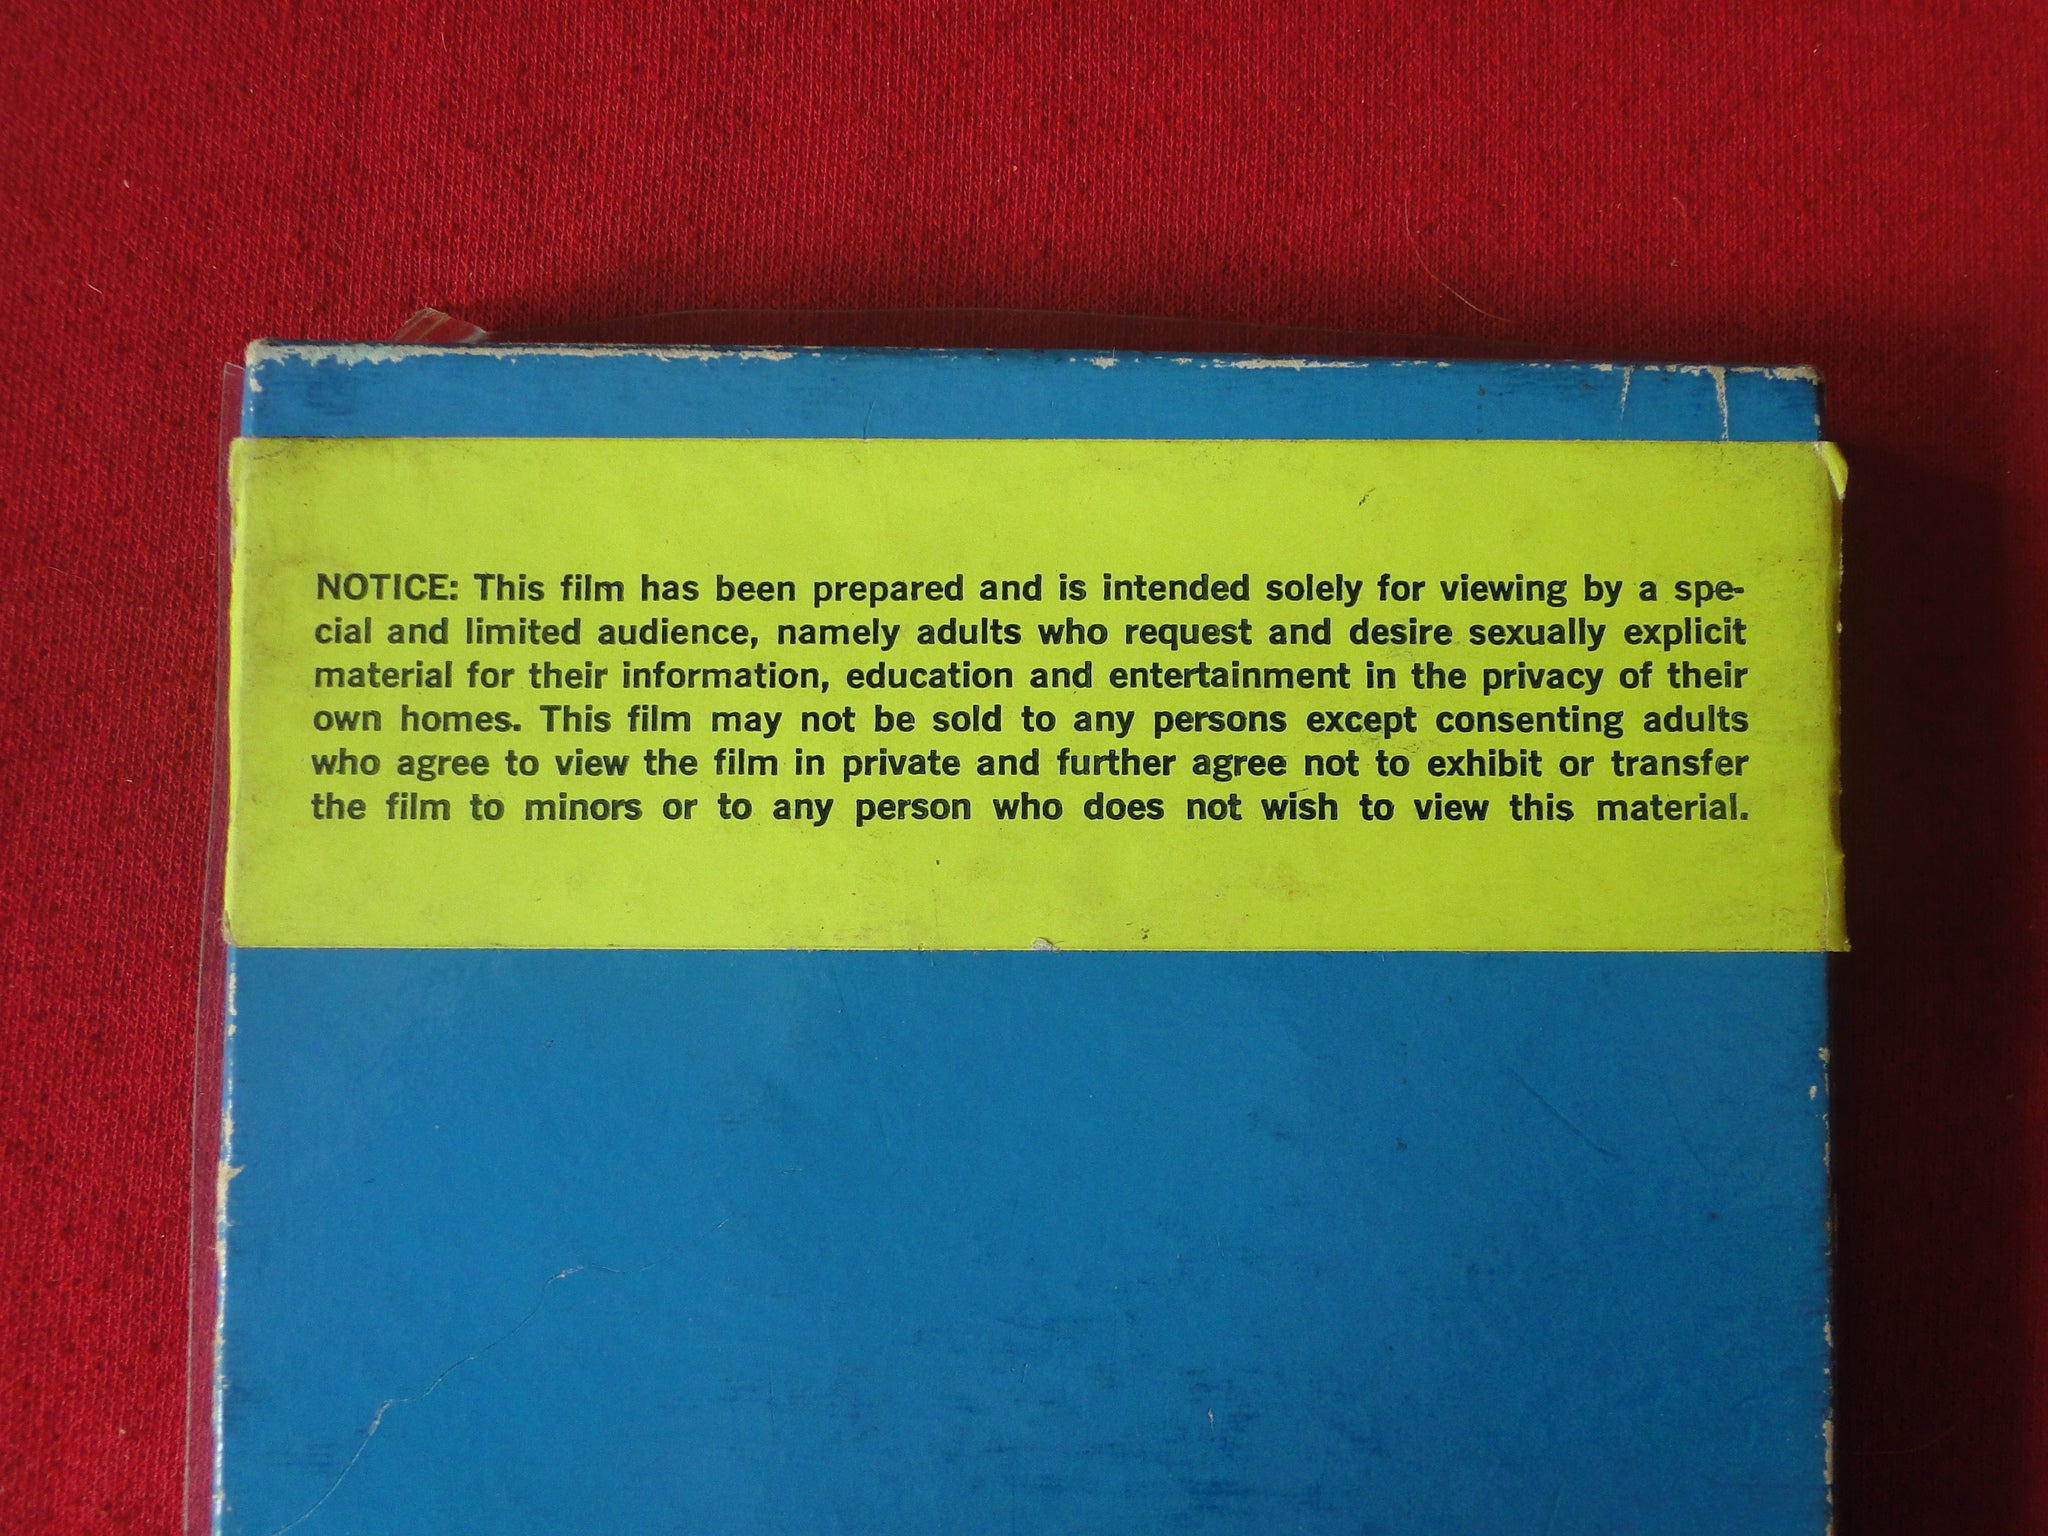 NOTICE: This film has been prepared and is intended solely for viewing by a spe-
cial and limited audience, namely adults who request and desire sexually explicit
material for their information, education and entertainment in the privacy of their
own homes. This film may not be sold to any persons except consenting adults
who agree to view the film in private and further agree not to exhibit or transfer
the film to minors or to any person who does not wish to view this material.